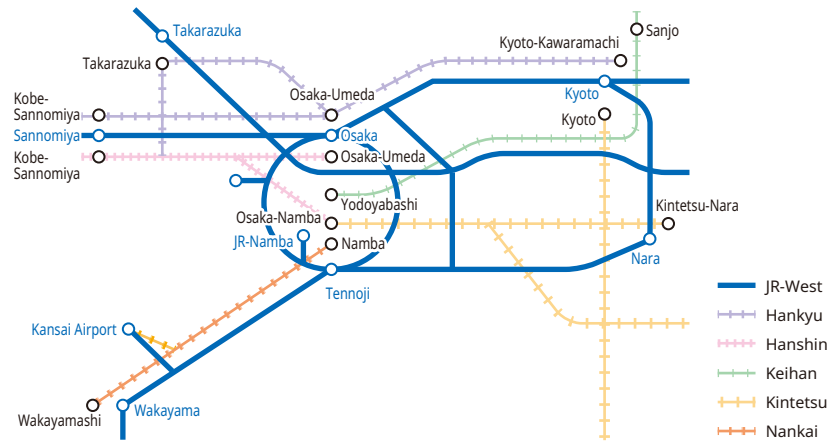 Takarazuka
Sanjo
Kyoto-Kawaramachi
Takarazuka
Kyoto
Osaka-Umeda
Kobe-
Sannomiya
Kyoto
Sannomiya
Osaka
Kobe-
Sannomiya
Osaka-Umeda
Yodoyabashi
Kintetsu-Nara
Osaka-Namba
JR-Namba
Namba
Nara
Tennoji
JR-West
Hankyu
Kansai Airport
Hanshin
Keihan
Kintetsu
Wakayamashi
Wakayama
Nankai